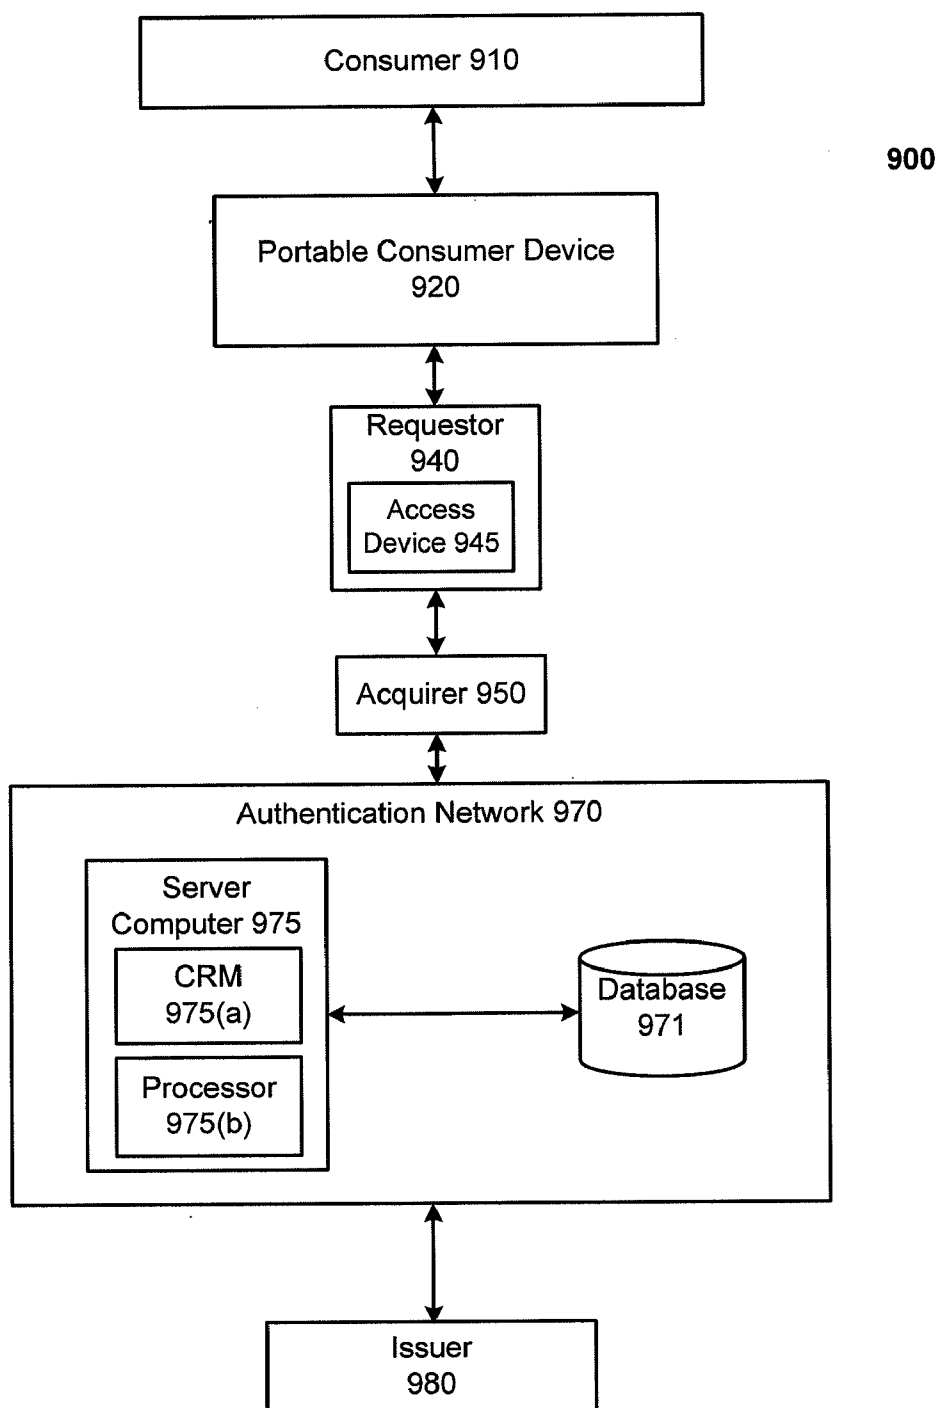 Consumer 910
900
Portable Consumer Device
920
Requestor
940
Access
Device 945
Acquirer 950
Authentication Network 970
Server
Computer 975
CRM
975(a)
Processor
975(b)
Database
971
Issuer
980